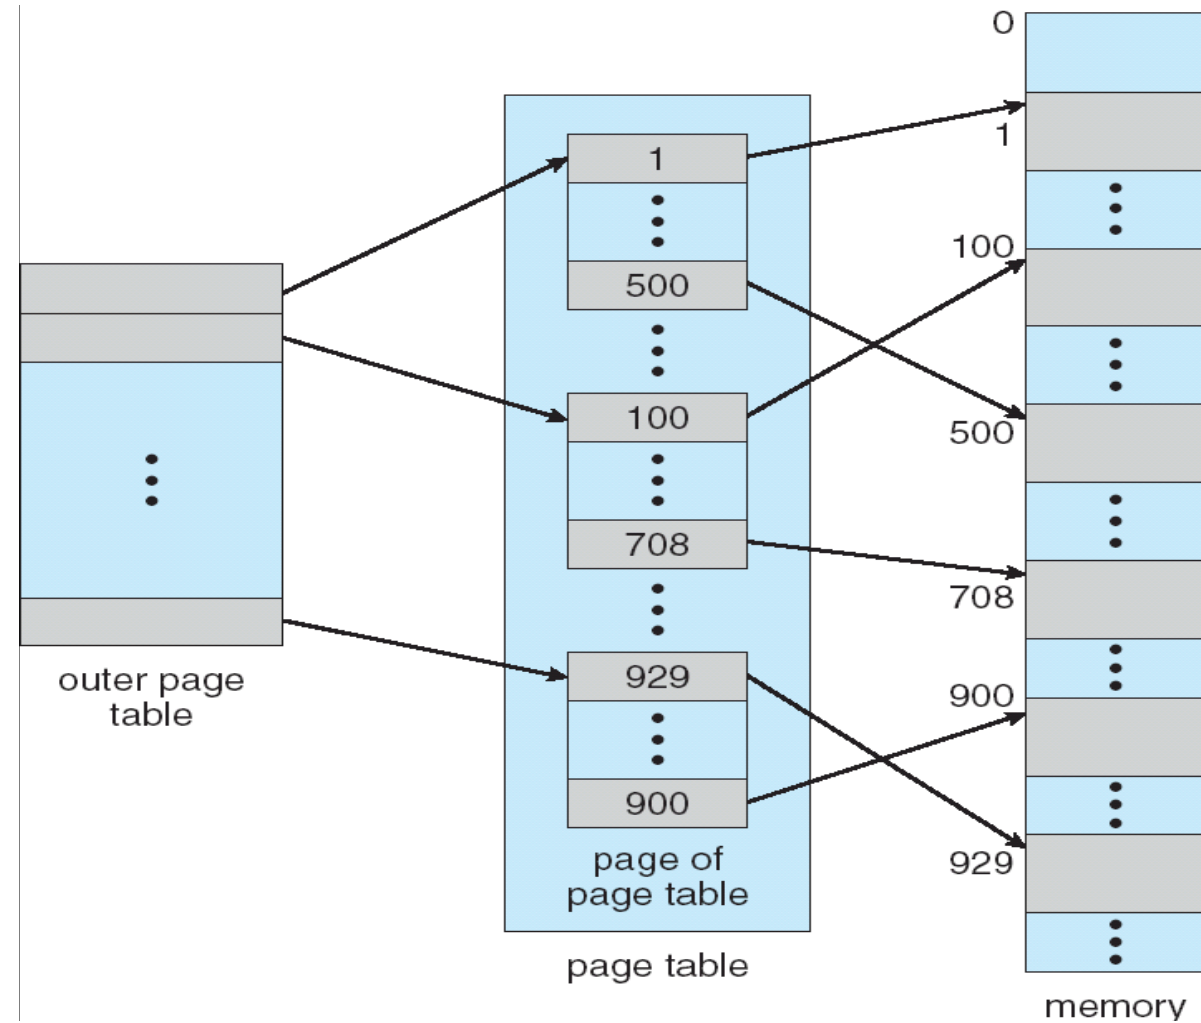 outer page
table
1
500
100
708
929
900
page of
page table
page table
0
1
100
500
708
900
929
memory